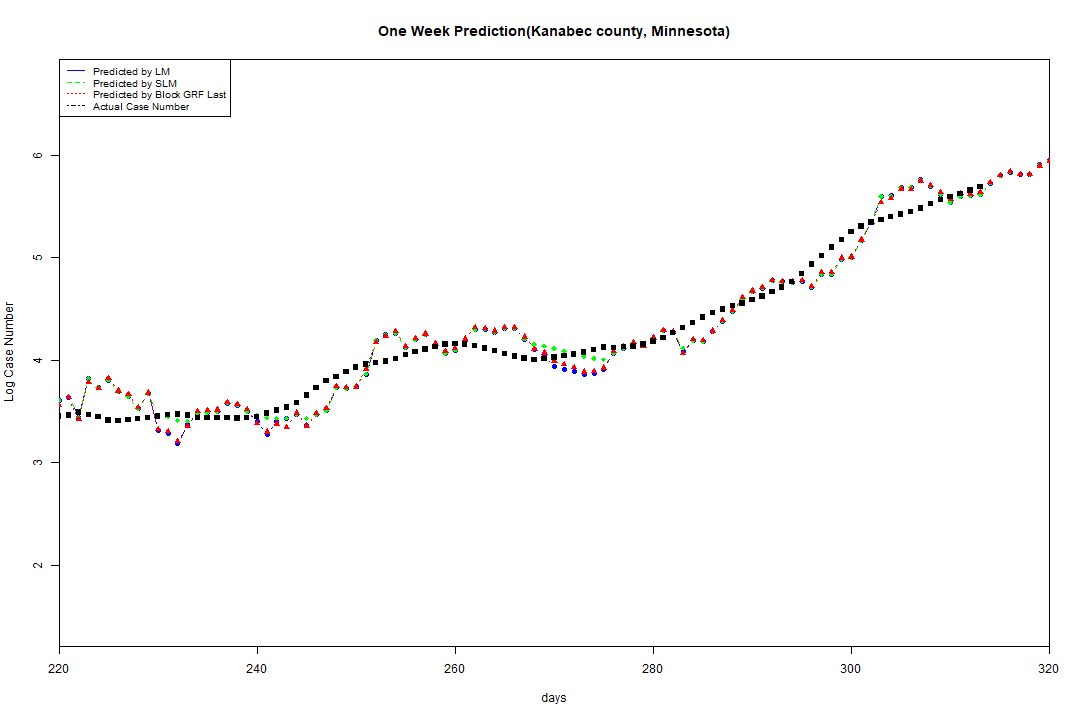 One Week Prediction(Kanabec county, Minnesota)
Predicted by LM
Predicted by SLM
Predicted by Block GRF Last
Actual Case Number
6
5
4
3
2
Log Case Number
220 240 260 280 300 320
days